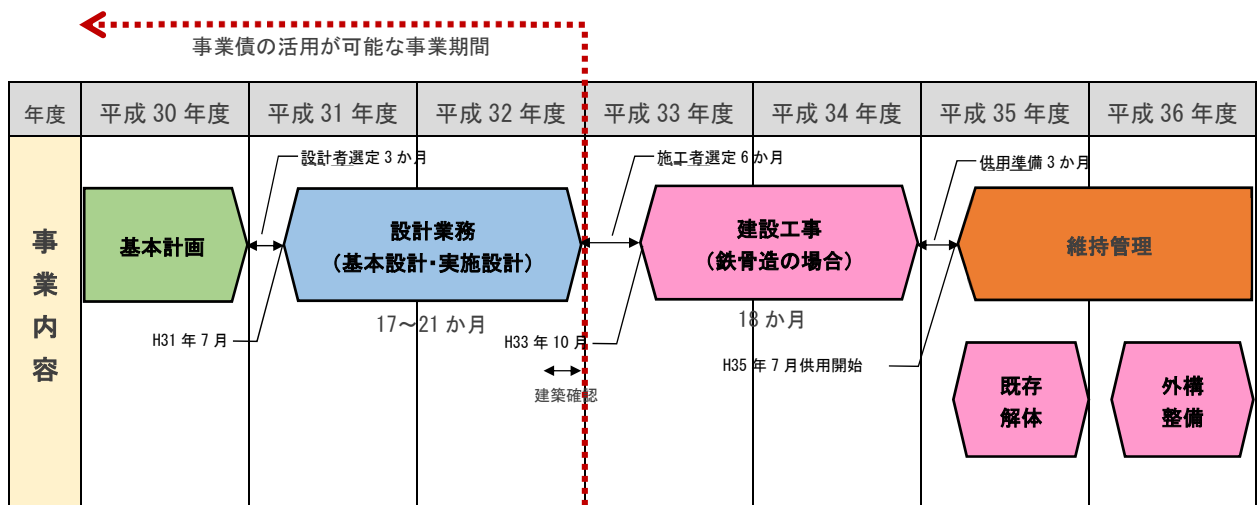 事業債の活用が可能な事業期間
年度 平成 30 年度 平成 31 年度 平成 32 年度 平成 33 年度 平成 34 年度 平成 35 年度 平成 36 年度
事業内容
設計者選定 3 か月
施工者選定 6 か月
供用準備 3 か月
基本計画
設計業務
（基本設計・実施設計）
建設工事
（鉄骨造の場合）
維持管理
17～21 か月
18 か月
H31 年 7 月
H33 年 10 月
H35 年 7 月供用開始
建築確認
既存
解体
外構
整備